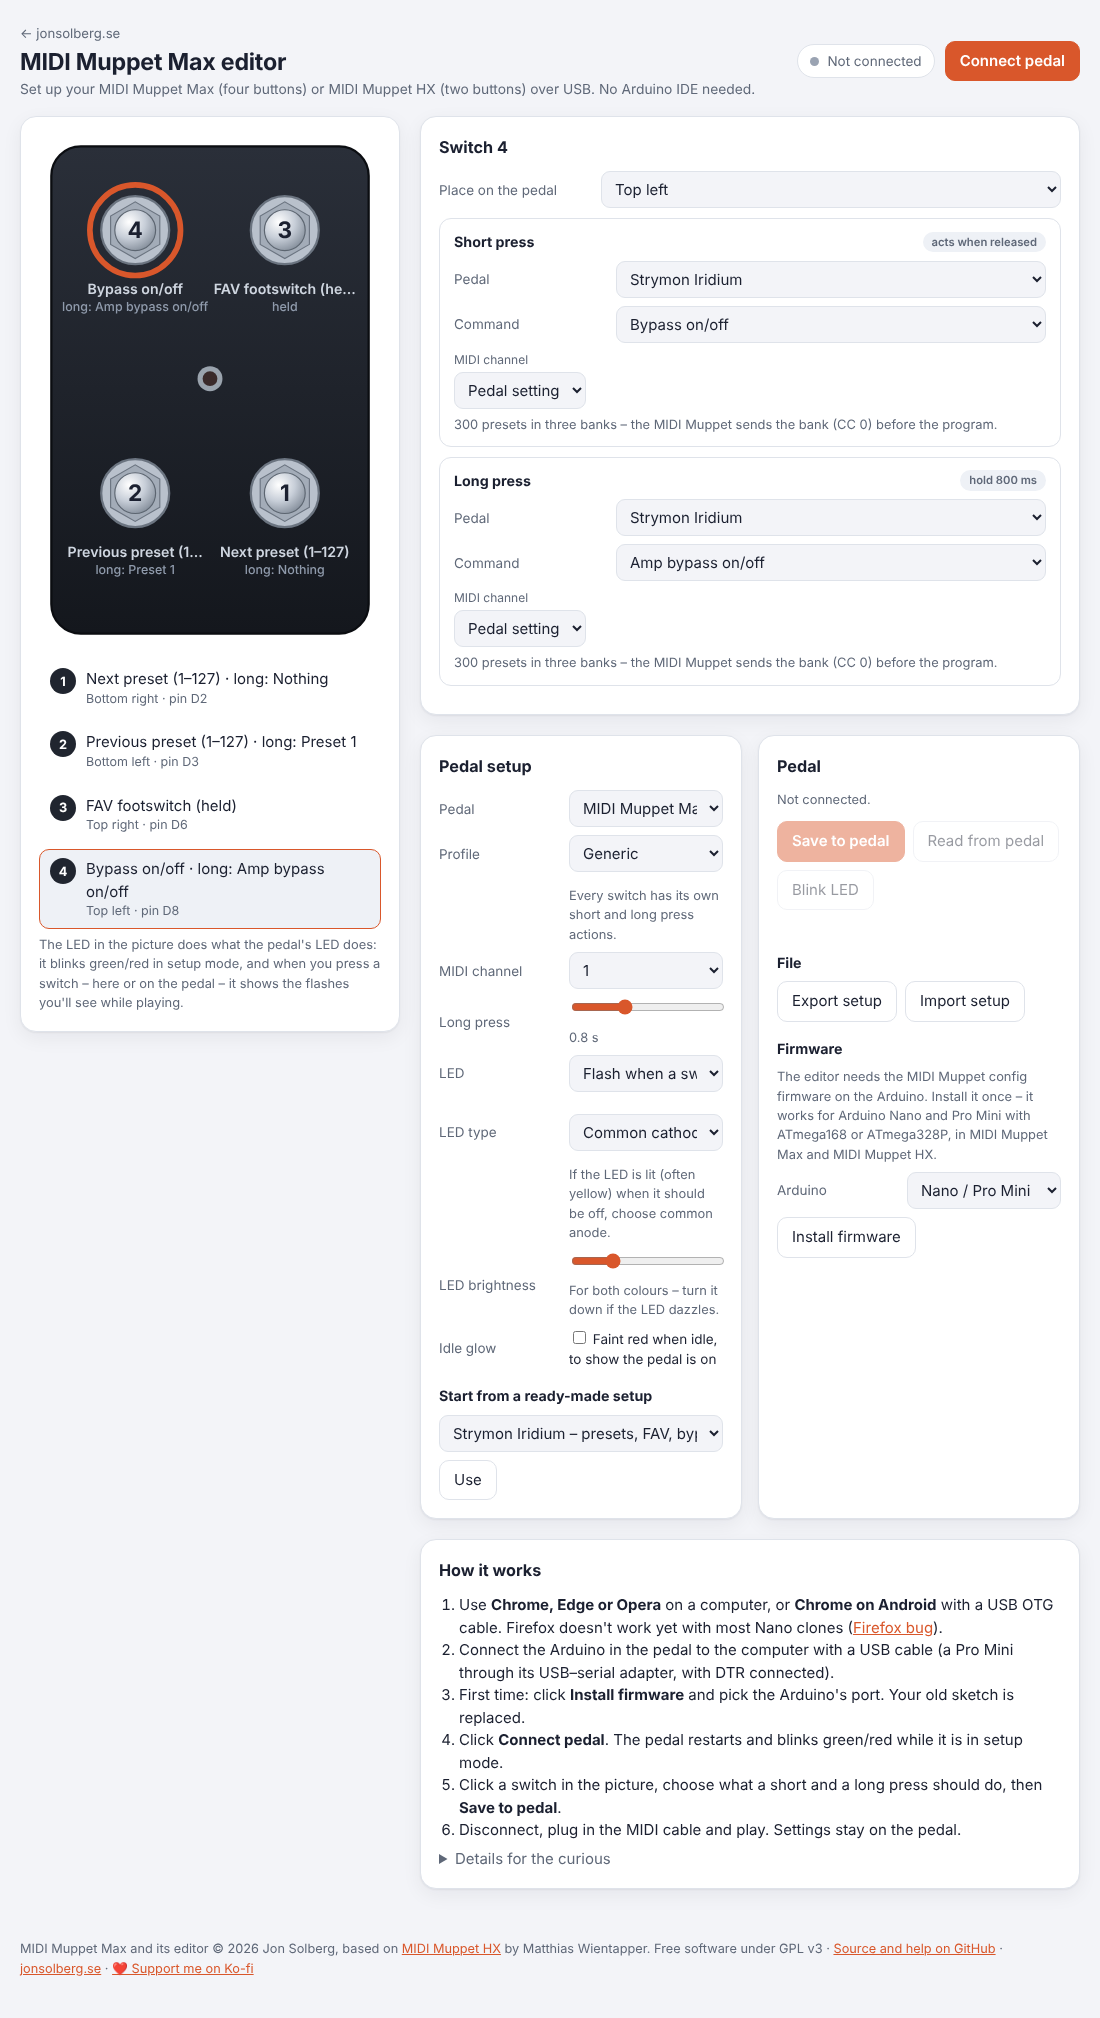 ← jonsolberg.se
MIDI Muppet Max editor
Set up your MIDI Muppet Max (four buttons) or MIDI Muppet HX (two buttons) over USB. No Arduino IDE needed.
Not connected
Connect pedal
4
3
Bypass on/off
FAV footswitch (he…
long: Amp bypass on/off
held
2
1
Previous preset (1…
Next preset (1–127)
long: Preset 1
long: Nothing
1
Next preset (1–127) · long: Nothing
Bottom right · pin D2
2
Previous preset (1–127) · long: Preset 1
Bottom left · pin D3
3
FAV footswitch (held)
Top right · pin D6
4
Bypass on/off · long: Amp bypass
on/off
Top left · pin D8
The LED in the picture does what the pedal's LED does:
it blinks green/red in setup mode, and when you press a
switch – here or on the pedal – it shows the flashes
you'll see while playing.
Switch 4
Place on the pedal
Top left
Short press
acts when released
Pedal
Strymon Iridium
Command
Bypass on/off
MIDI channel
Pedal setting
300 presets in three banks – the MIDI Muppet sends the bank (CC 0) before the program.
Long press
hold 800 ms
Pedal
Strymon Iridium
Command
Amp bypass on/off
MIDI channel
Pedal setting
300 presets in three banks – the MIDI Muppet sends the bank (CC 0) before the program.
Pedal setup
Pedal
MIDI Muppet Ma
Profile
Generic
Every switch has its own
short and long press
actions.
MIDI channel
1
Long press
0.8 s
LED
Flash when a sw
LED type
Common cathod
If the LED is lit (often
yellow) when it should
be off, choose common
anode.
LED brightness
For both colours – turn it
down if the LED dazzles.
Idle glow
Faint red when idle,
to show the pedal is on
Start from a ready-made setup
Strymon Iridium – presets, FAV, byp
Use
Pedal
Not connected.
Save to pedal
Read from pedal
Blink LED
File
Export setup
Import setup
Firmware
The editor needs the MIDI Muppet config
firmware on the Arduino. Install it once – it
works for Arduino Nano and Pro Mini with
ATmega168 or ATmega328P, in MIDI Muppet
Max and MIDI Muppet HX.
Arduino
Nano / Pro Mini
Install firmware
How it works
1. Use Chrome, Edge or Opera on a computer, or Chrome on Android with a USB OTG
cable. Firefox doesn't work yet with most Nano clones (Firefox bug).
2. Connect the Arduino in the pedal to the computer with a USB cable (a Pro Mini
through its USB–serial adapter, with DTR connected).
3. First time: click Install firmware and pick the Arduino's port. Your old sketch is
replaced.
4. Click Connect pedal. The pedal restarts and blinks green/red while it is in setup
mode.
5. Click a switch in the picture, choose what a short and a long press should do, then
Save to pedal.
6. Disconnect, plug in the MIDI cable and play. Settings stay on the pedal.
▶ Details for the curious
MIDI Muppet Max and its editor © 2026 Jon Solberg, based on MIDI Muppet HX by Matthias Wientapper. Free software under GPL v3 · Source and help on GitHub ·
jonsolberg.se · ❤️ Support me on Ko-fi